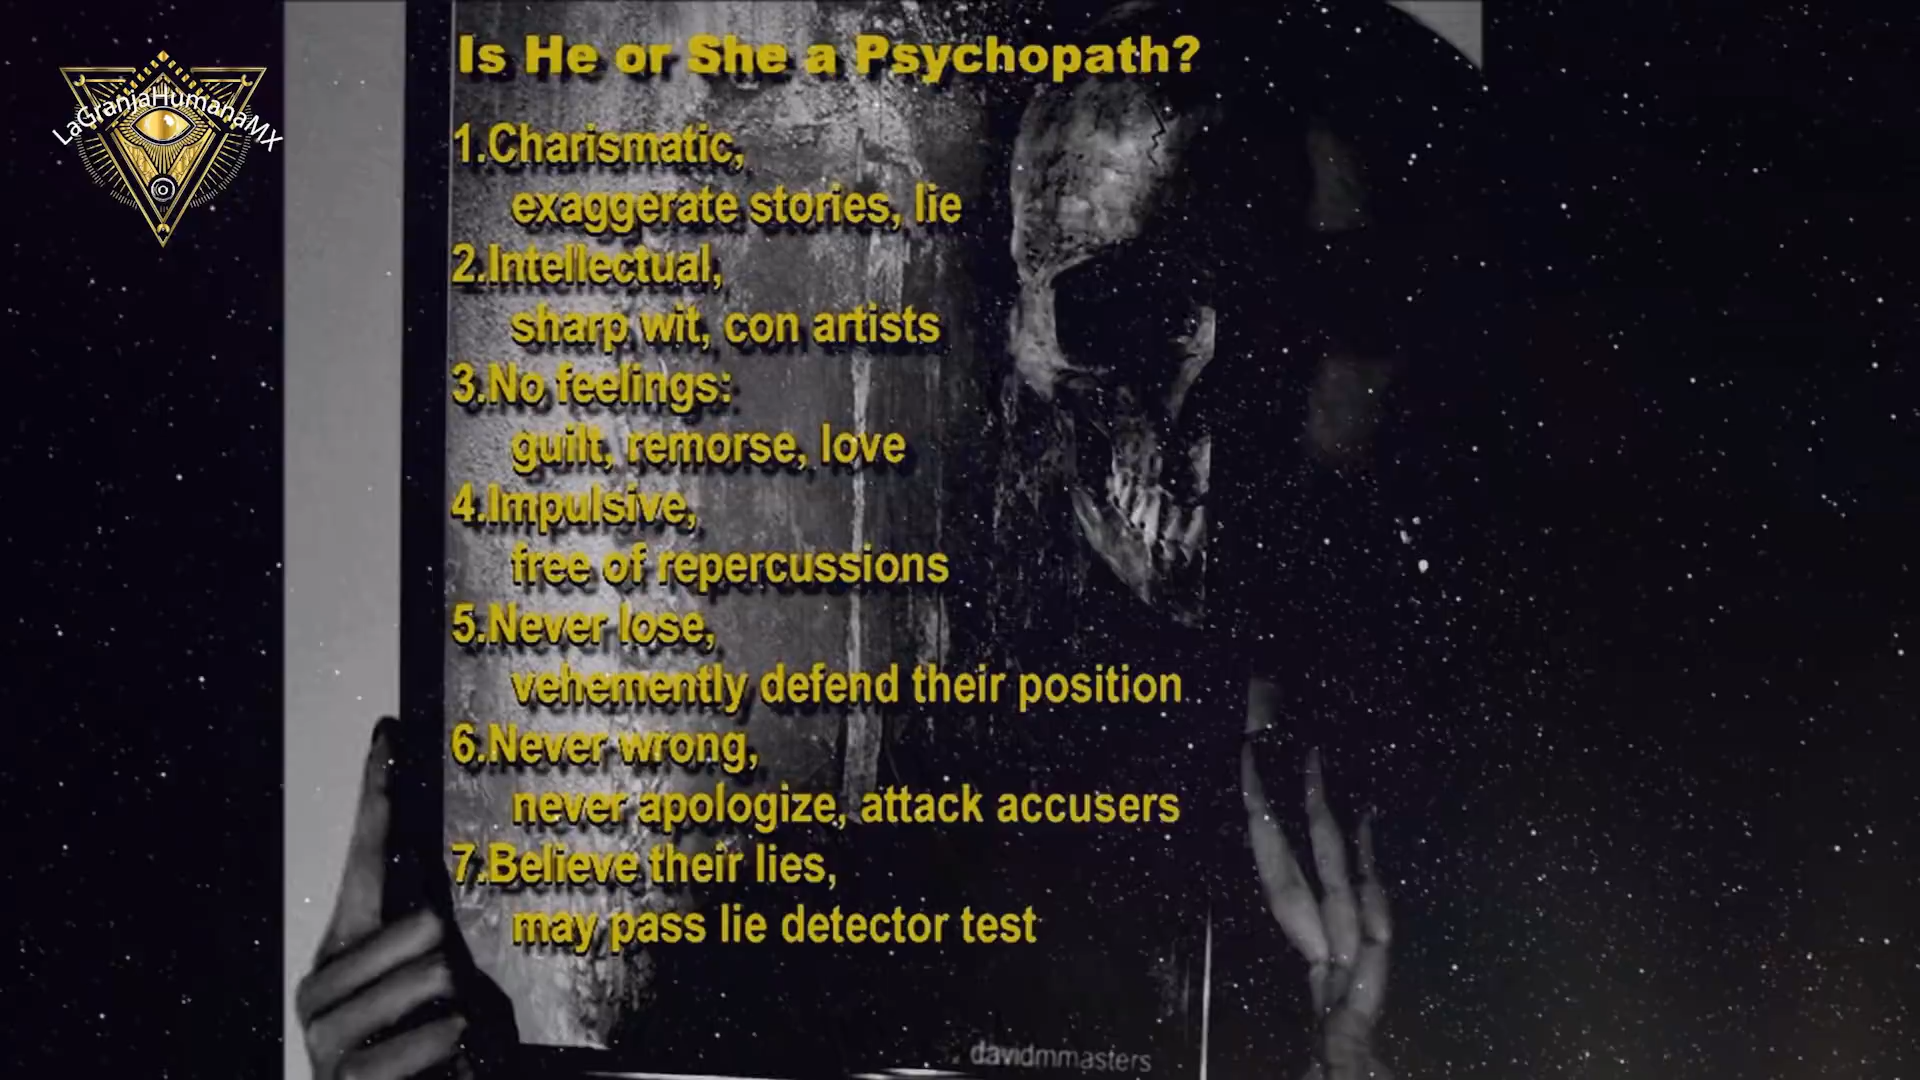 LaGranjaHumanaMX
Is He or She a Psychopath?
1.Charismatic,
exaggerate stories, lie
2.Intellectual,
sharp wit, con artists
3.No feelings:
guilt, remorse, love
4.Impulsive,
free of repercussions
5.Never lose,
vehemently defend their position
6.Never wrong,
never apologize, attack accusers
7.Believe their lies,
may pass lie detector test
davidmmasters